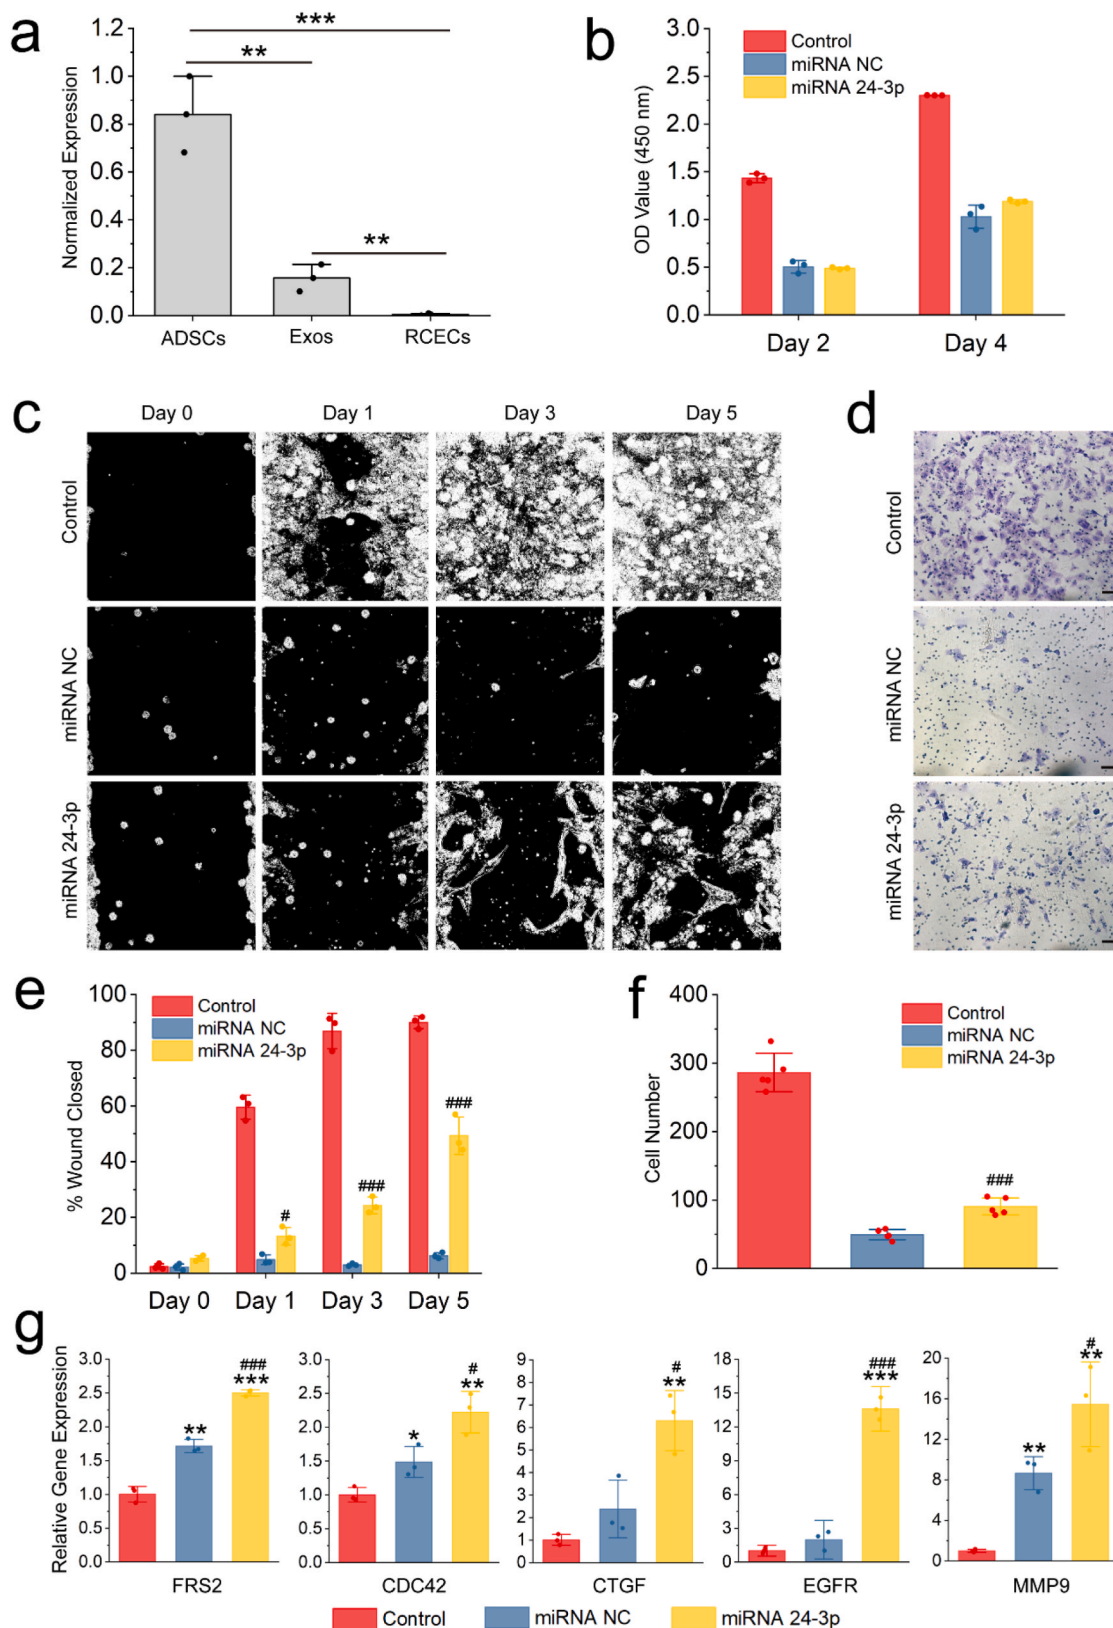 a
Normalized Expression
1.2
1.0
0.8
0.6
0.4
0.2
0.0
***
**
**
ADSCs Exos RCECs
b
OD Value (450 nm)
3.0
2.5
2.0
1.5
1.0
0.5
0.0
Control
miRNA NC
miRNA 24-3p
Day 2 Day 4
c
Day 0 Day 1 Day 3 Day 5
Control
miRNA NC
miRNA 24-3p
d
Control
miRNA NC
miRNA 24-3p
e
% Wound Closed
100
80
60
40
20
0
Control
miRNA NC
miRNA 24-3p
#
###
###
Day 0 Day 1 Day 3 Day 5
f
Cell Number
400
300
200
100
0
Control
miRNA NC
miRNA 24-3p
###
g
Relative Gene Expression
3.0
2.5
2.0
1.5
1.0
0.5
0.0
**
###
***
FRS2
3.0
2.5
2.0
1.5
1.0
0.5
0.0
*
#
**
CDC42
9
8
7
6
5
4
3
2
1
0
#
**
CTGF
18
15
12
9
6
3
0
###
***
EGFR
20
16
12
8
4
0
**
#
**
MMP9
Control miRNA NC miRNA 24-3p